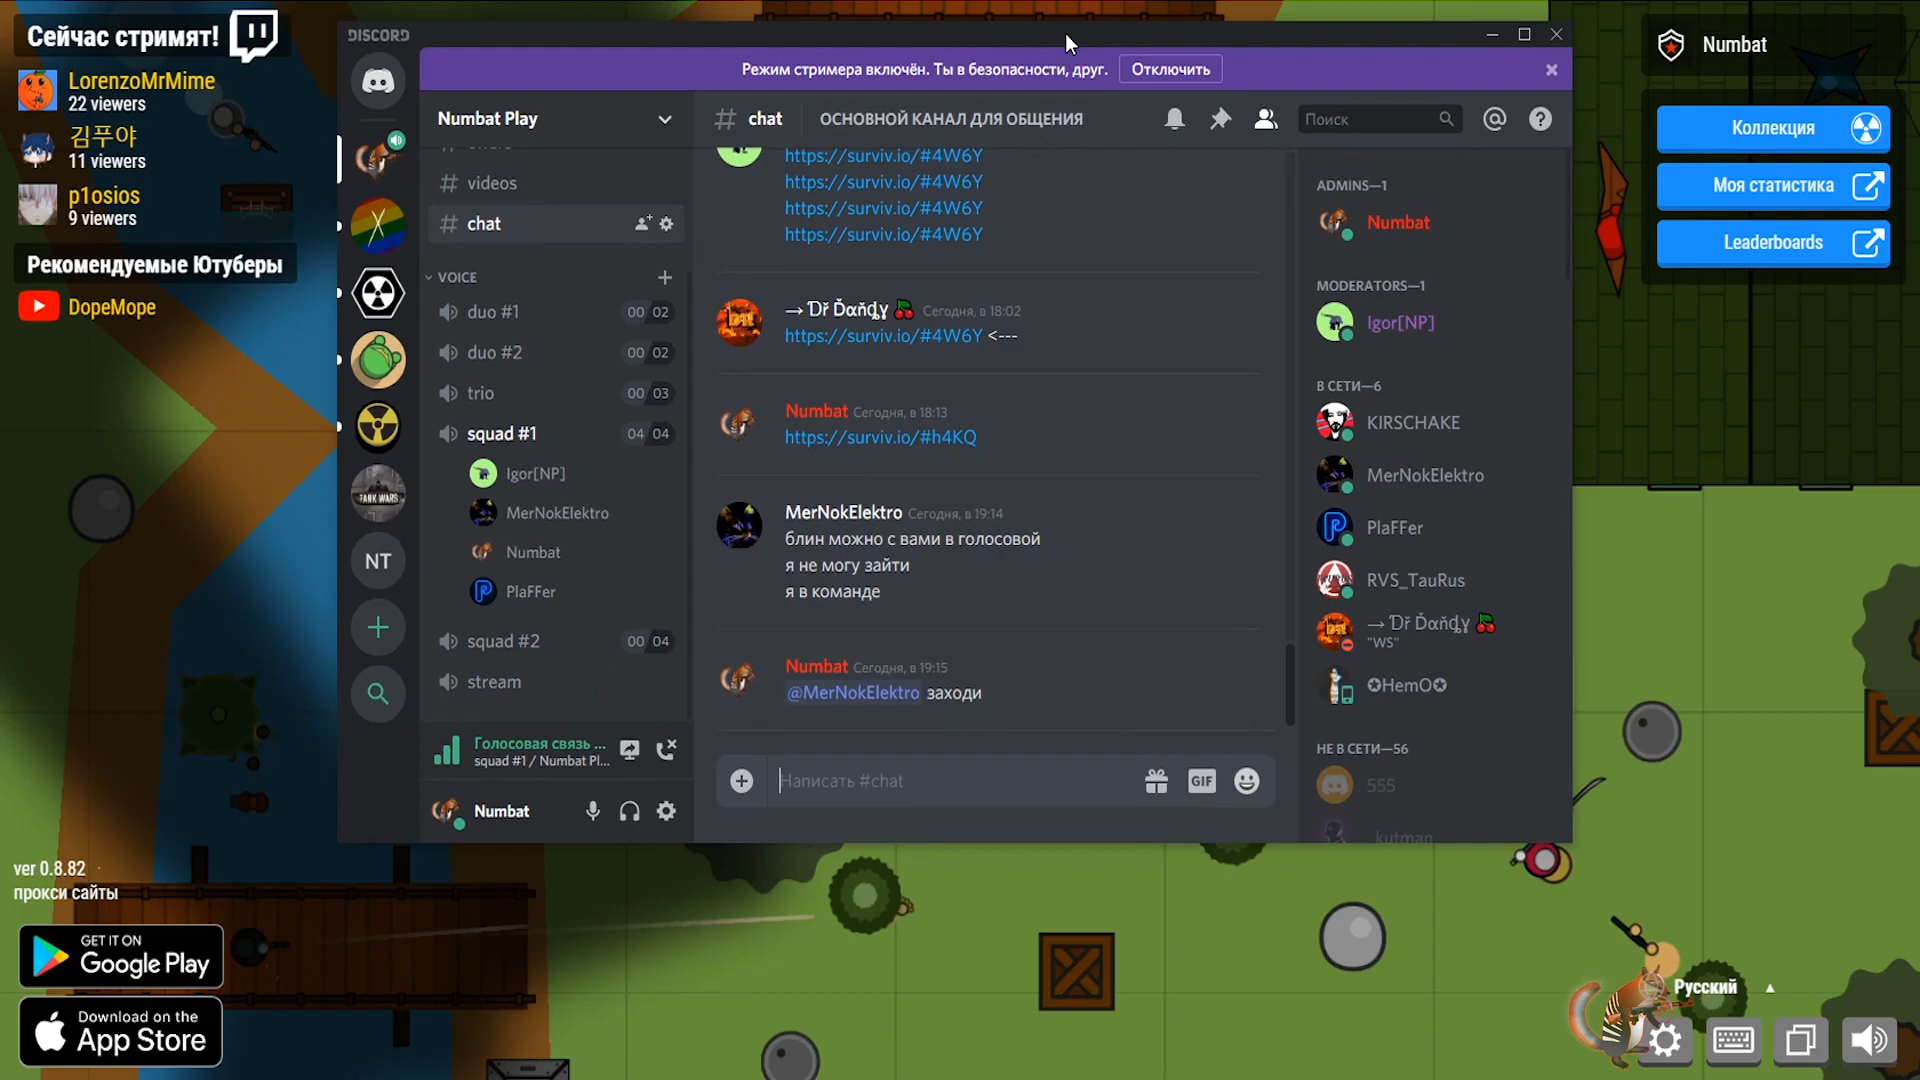 Сейчас стримят!
LorenzoMrMime
22 viewers
김푸야
11 viewers
p1osios
9 viewers
Рекомендуемые Ютуберы
DopeMope
ver 0.8.82
прокси сайты
GET IT ON
Google Play
Download on the
App Store
DISCORD
Режим стримера включён. Ты в безопасности, друг.
Отключить
Numbat Play
# videos
# chat
VOICE
duo #1 00 02
duo #2 00 02
trio 00 03
squad #1 04 04
Igor[NP]
MerNokElektro
Numbat
PlaFFer
squad #2 00 04
stream
Голосовая связь ...
squad #1 / Numbat Pl...
Numbat
TANK WARS
NT
# chat
ОСНОВНОЙ КАНАЛ ДЛЯ ОБЩЕНИЯ
Поиск
https://surviv.io/#4W6Y
https://surviv.io/#4W6Y
https://surviv.io/#4W6Y
https://surviv.io/#4W6Y
Сегодня, в 18:02
https://surviv.io/#4W6Y <---
Numbat Сегодня, в 18:13
https://surviv.io/#h4KQ
MerNokElektro Сегодня, в 19:14
блин можно с вами в голосовой
я не могу зайти
я в команде
Numbat Сегодня, в 19:15
@MerNokElektro заходи
Написать #chat
GIF
ADMINS—1
Numbat
MODERATORS—1
Igor[NP]
В СЕТИ—6
KIRSCHAKE
MerNokElektro
PlaFFer
RVS_TauRus
"WS"
✪HemO✪
НЕ В СЕТИ—56
555
Numbat
Коллекция
Моя статистика
Leaderboards
Русский